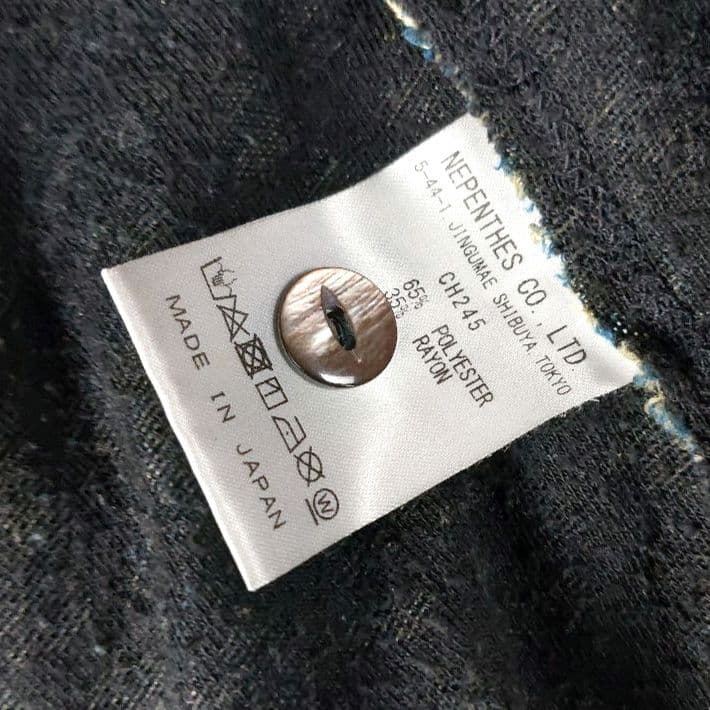 NEPENTHES CO., LTD
5-44-1 JINGUMAE SHIBUYA TOKYO
CH245
65% POLYESTER
35% RAYON
W
MADE IN JAPAN